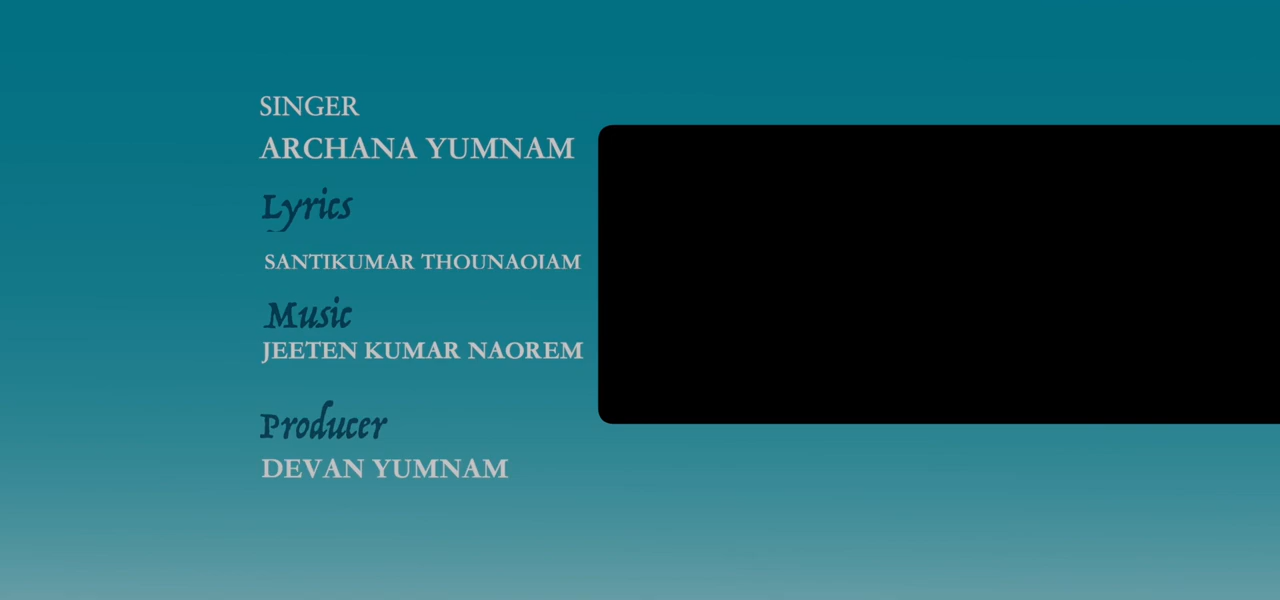 SINGER
ARCHANA YUMNAM
Lyrics
SANTIKUMAR THOUNAOJAM
Music
JEETEN KUMAR NAOREM
Producer
DEVAN YUMNAM